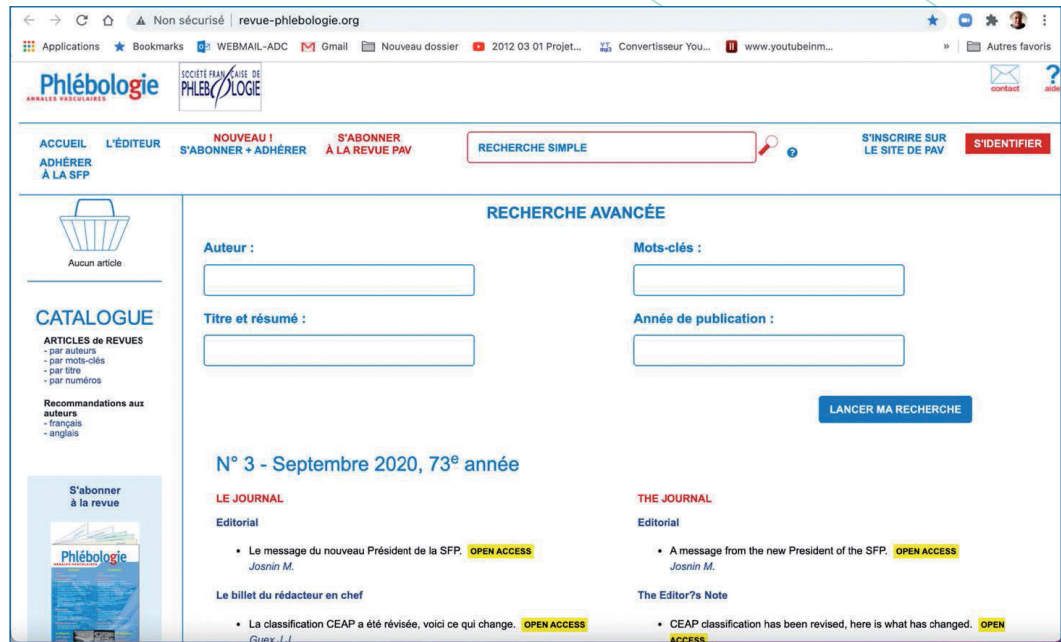 Non sécurisé | revue-phlebologie.org
Applications Bookmarks WEBMAIL-ADC Gmail Nouveau dossier 2012 03 01 Projet... Convertisseur You... www.youtubeinm... » Autres favoris
Phlébologie
ANNALES VASCULAIRES
SOCIÉTÉ FRANÇAISE DE
PHLEBOLOGIE
contact
?
aide
ACCUEIL L'ÉDITEUR
ADHÉRER
À LA SFP
NOUVEAU !
S'ABONNER + ADHÉRER
S'ABONNER
À LA REVUE PAV
RECHERCHE SIMPLE
?
S'INSCRIRE SUR
LE SITE DE PAV
S'IDENTIFIER
Aucun article
CATALOGUE
ARTICLES de REVUES
- par auteurs
- par mots-clés
- par titre
- par numéros
Recommandations aux
auteurs
- français
- anglais
S'abonner
à la revue
Phlébologie
ANNALES VASCULAIRES
RECHERCHE AVANCÉE
Auteur :
Mots-clés :
Titre et résumé :
Année de publication :
LANCER MA RECHERCHE
N° 3 - Septembre 2020, 73e année
LE JOURNAL
Editorial
• Le message du nouveau Président de la SFP. OPEN ACCESS
Josnin M.
Le billet du rédacteur en chef
• La classification CEAP a été révisée, voici ce qui change. OPEN ACCESS
Guex J.J.
THE JOURNAL
Editorial
• A message from the new President of the SFP. OPEN ACCESS
Josnin M.
The Editor?s Note
• CEAP classification has been revised, here is what has changed. OPEN
ACCESS